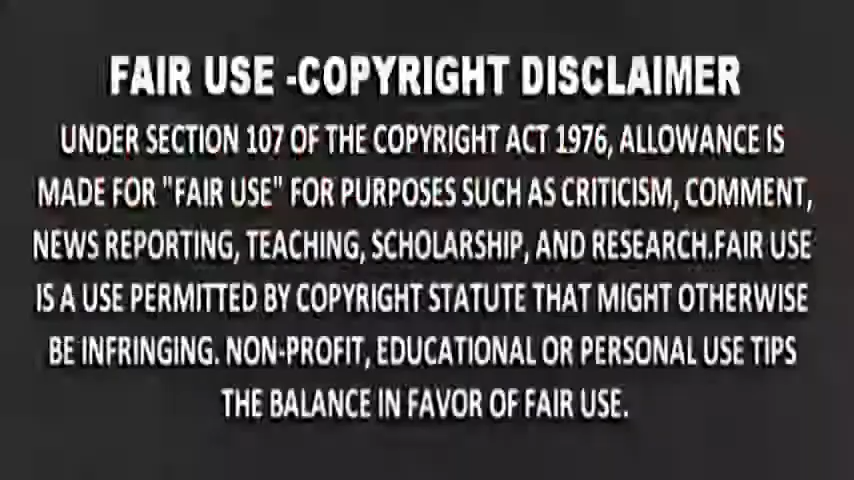 FAIR USE -COPYRIGHT DISCLAIMER
UNDER SECTION 107 OF THE COPYRIGHT ACT 1976, ALLOWANCE IS
MADE FOR "FAIR USE" FOR PURPOSES SUCH AS CRITICISM, COMMENT,
NEWS REPORTING, TEACHING, SCHOLARSHIP, AND RESEARCH.FAIR USE
IS A USE PERMITTED BY COPYRIGHT STATUTE THAT MIGHT OTHERWISE
BE INFRINGING. NON-PROFIT, EDUCATIONAL OR PERSONAL USE TIPS
THE BALANCE IN FAVOR OF FAIR USE.